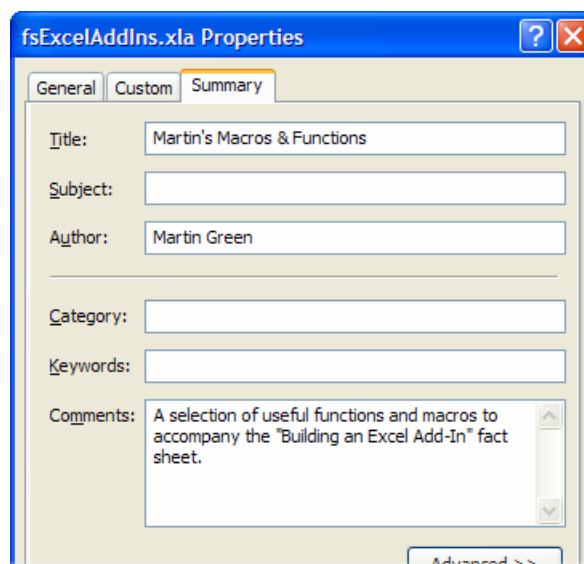 fsExcelAddIns.xla Properties
General Custom Summary
Title: Martin's Macros & Functions
Subject:
Author: Martin Green
Category:
Keywords:
Comments: A selection of useful functions and macros to
accompany the "Building an Excel Add-In" fact
sheet.
Advanced >>